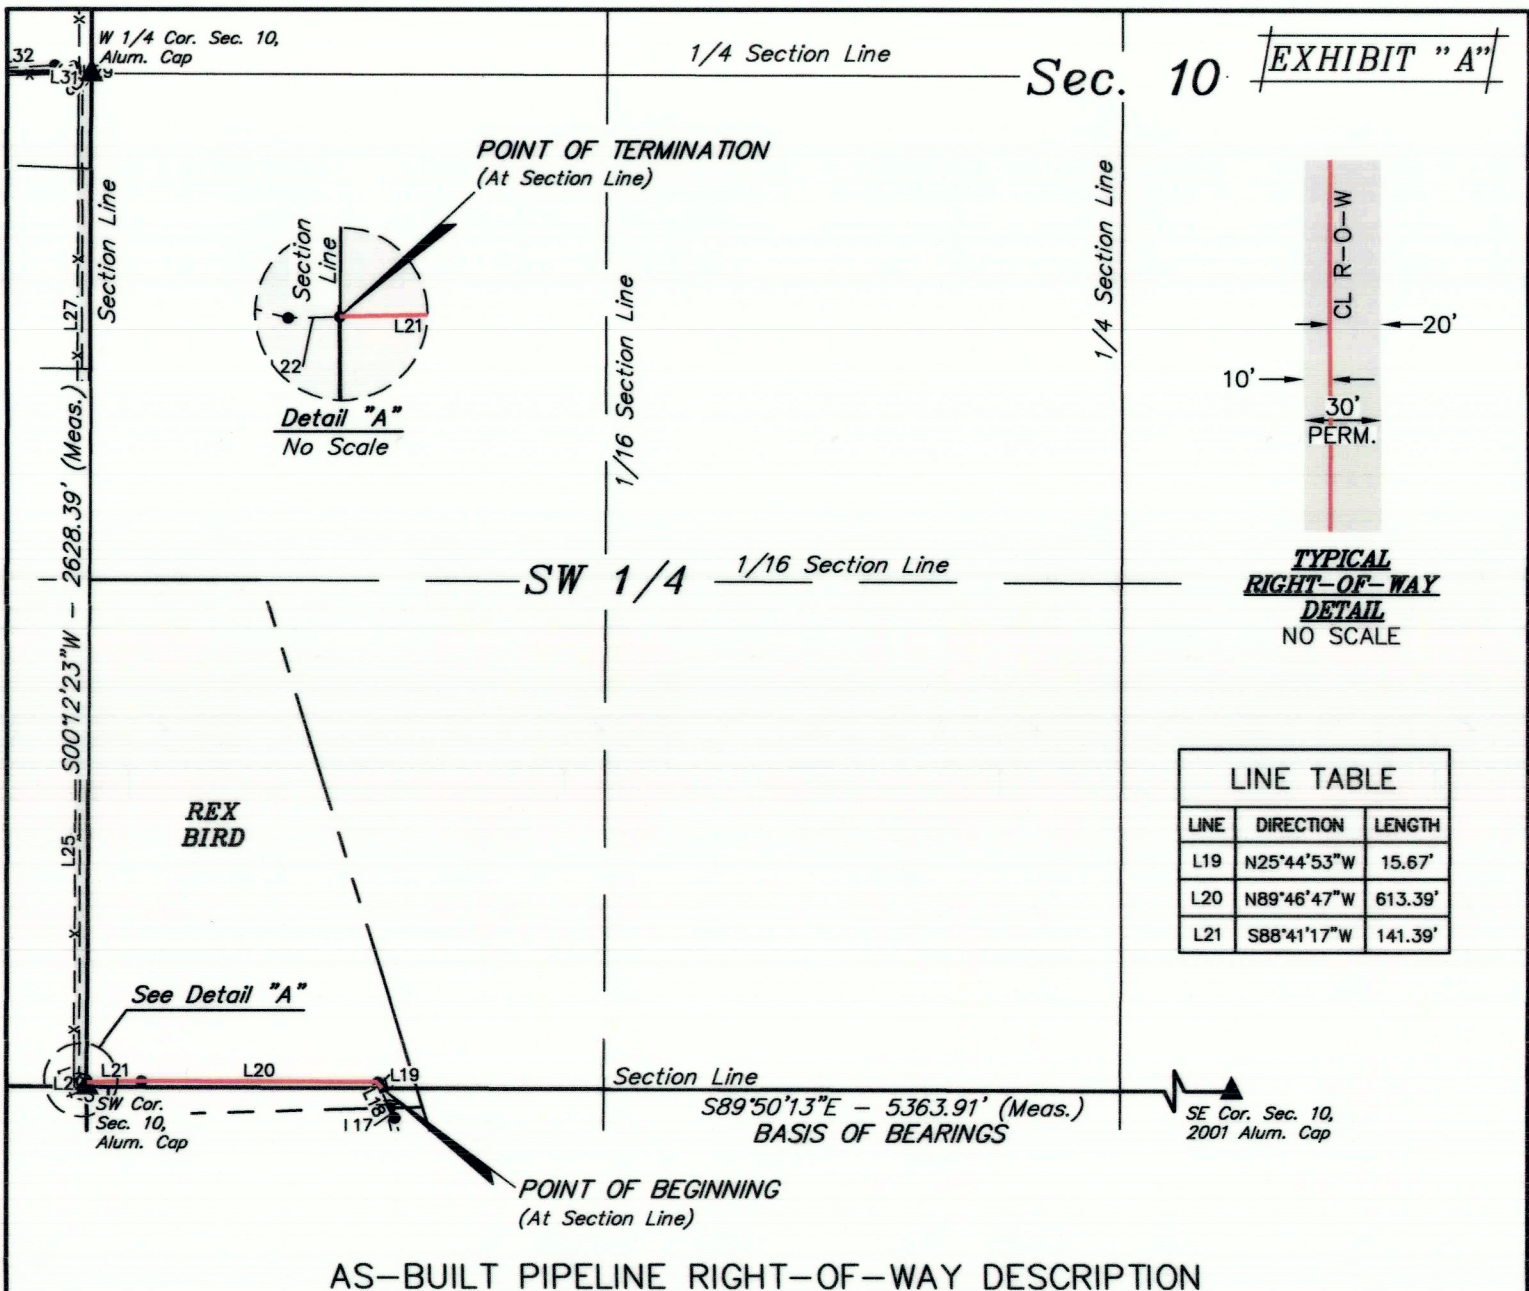 W 1/4 Cor. Sec. 10,
Alum. Cap
1/4 Section Line
Sec. 10
EXHIBIT "A"
L31
POINT OF TERMINATION
(At Section Line)
Section Line
Section
Line
L21
22
Detail "A"
No Scale
L27
1/16 Section Line
1/4 Section Line
CL R-O-W
20'
10'
30'
PERM.
TYPICAL
RIGHT-OF-WAY
DETAIL
NO SCALE
S00°12'23"W - 2628.39' (Meas.)
SW 1/4
1/16 Section Line
REX
BIRD
L25
LINE TABLE
LINE DIRECTION LENGTH
L19 N25°44'53"W 15.67'
L20 N89°46'47"W 613.39'
L21 S88°41'17"W 141.39'
See Detail "A"
L21
L20
L19
L18
SW Cor.
Sec. 10,
Alum. Cap
Section Line
S89°50'13"E - 5363.91' (Meas.)
BASIS OF BEARINGS
SE Cor. Sec. 10,
2001 Alum. Cap
POINT OF BEGINNING
(At Section Line)
AS-BUILT PIPELINE RIGHT-OF-WAY DESCRIPTION